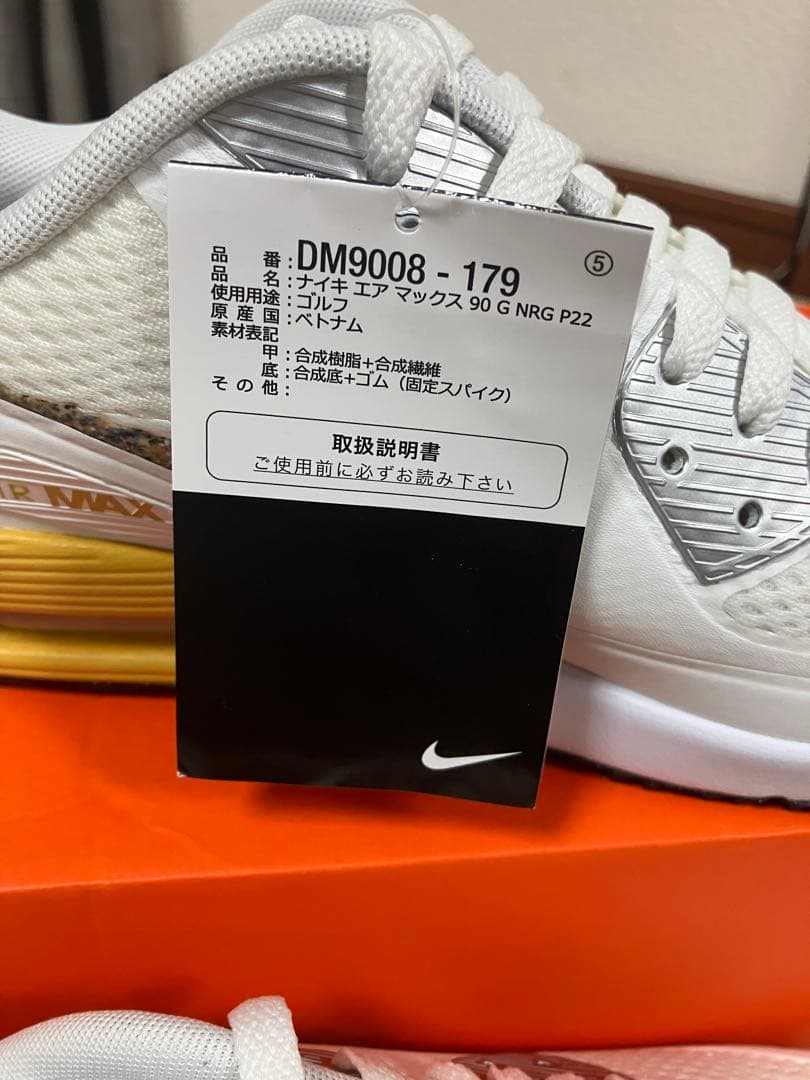 品番:DM9008 - 179
⑤
品名:ナイキ エア マックス 90 G NRG P22
使用用途:ゴルフ
原産国:ベトナム
素材表記
甲:合成樹脂+合成繊維
底:合成底+ゴム(固定スパイク)
その他:
取扱説明書
ご使用前に必ずお読み下さい
AIR MAX